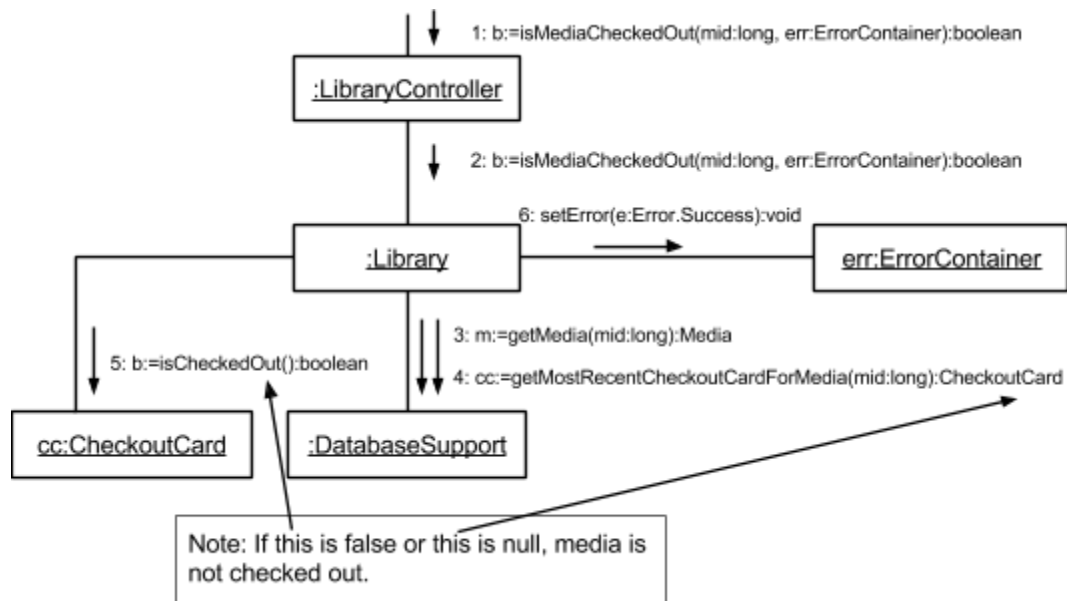 1: b:=isMediaCheckedOut(mid:long, err:ErrorContainer):boolean
:LibraryController
2: b:=isMediaCheckedOut(mid:long, err:ErrorContainer):boolean
6: setError(e:Error.Success):void
:Library
err:ErrorContainer
3: m:=getMedia(mid:long):Media
5: b:=isCheckedOut():boolean
4: cc:=getMostRecentCheckoutCardForMedia(mid:long):CheckoutCard
cc:CheckoutCard
:DatabaseSupport
Note: If this is false or this is null, media is
not checked out.